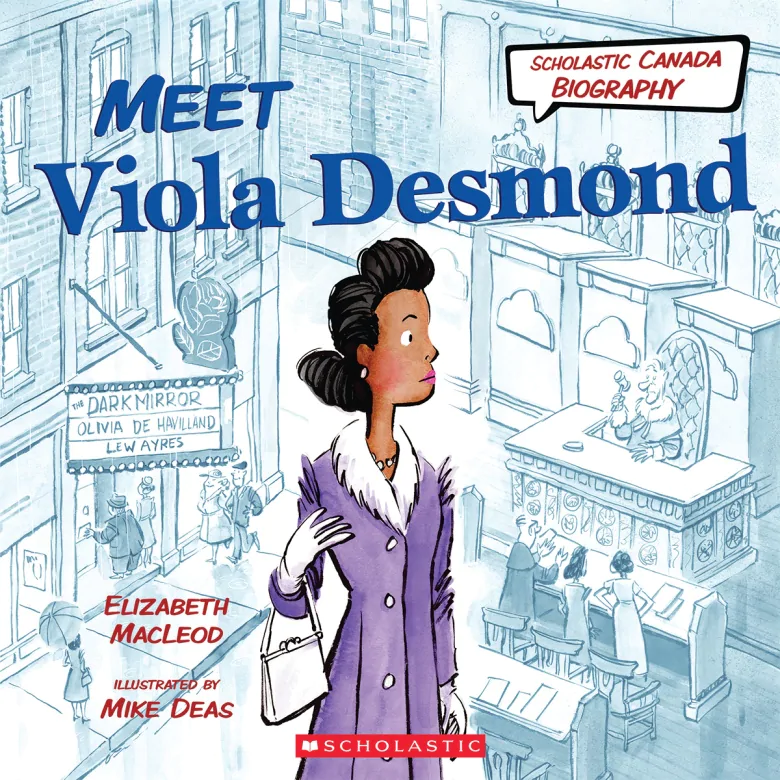 SCHOLASTIC CANADA
BIOGRAPHY
MEET
Viola Desmond
THE DARK MIRROR
OLIVIA DE HAVILLAND
LEW AYRES
ELIZABETH
MACLEOD
ILLUSTRATED BY
MIKE DEAS
SCHOLASTIC